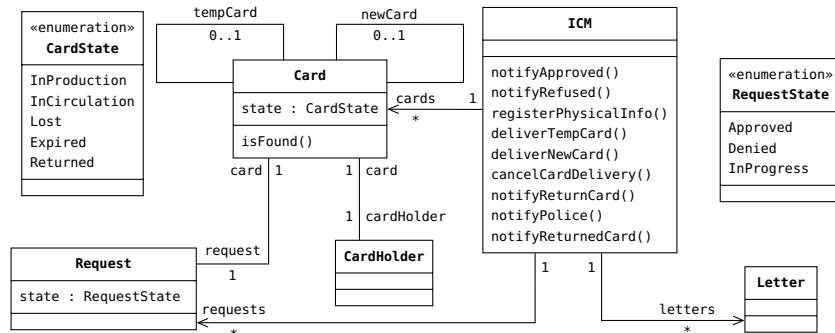 tempCard
newCard
0..1
0..1
«enumeration»
CardState
InProduction
InCirculation
Lost
Expired
Returned
Card
state : CardState
isFound()
cards
1
*
ICM
notifyApproved()
notifyRefused()
registerPhysicalInfo()
deliverTempCard()
deliverNewCard()
cancelCardDelivery()
notifyReturnCard()
notifyPolice()
notifyReturnedCard()
«enumeration»
RequestState
Approved
Denied
InProgress
card
1
1
card
1
cardHolder
CardHolder
request
1
Request
state : RequestState
requests
*
1
1
letters
*
Letter